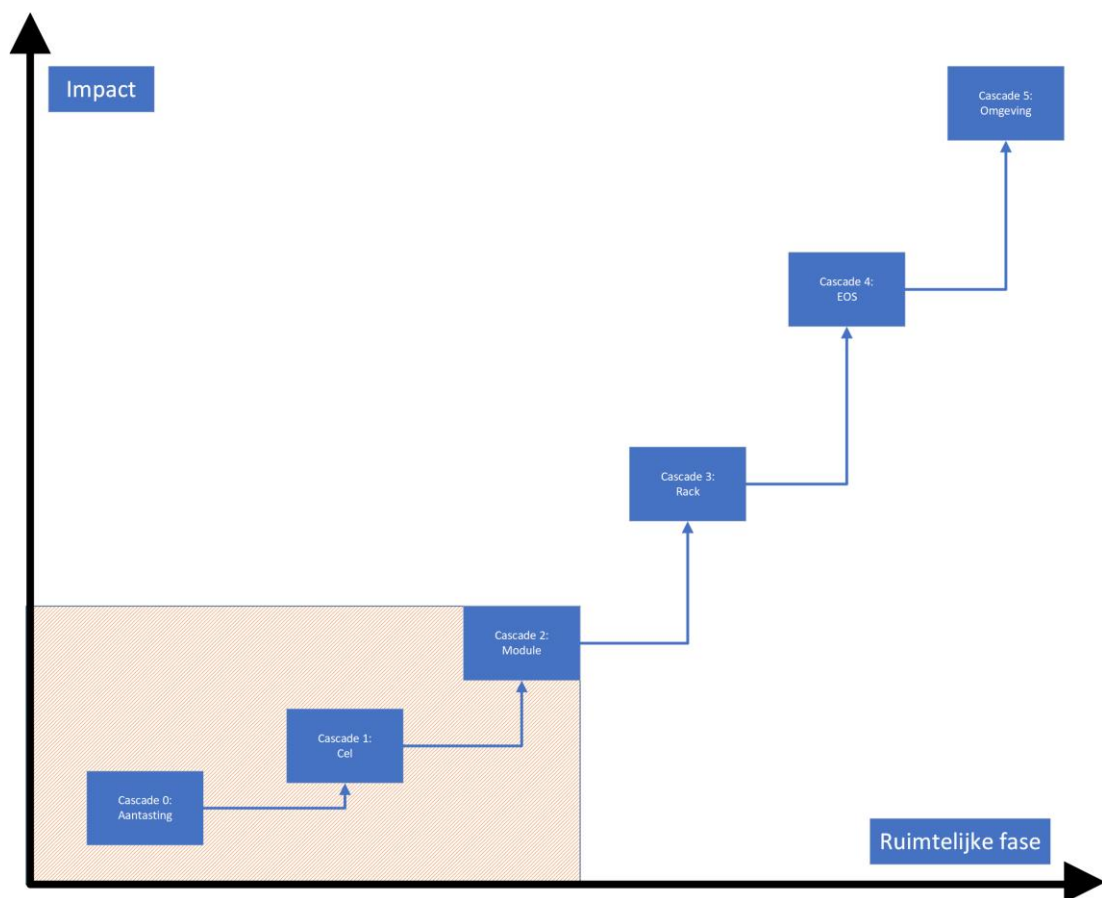 Impact
Cascade 5:
Omgeving
Cascade 4:
EOS
Cascade 3:
Rack
Cascade 2:
Module
Cascade 1:
Cel
Cascade 0:
Aantasting
Ruimtelijke fase